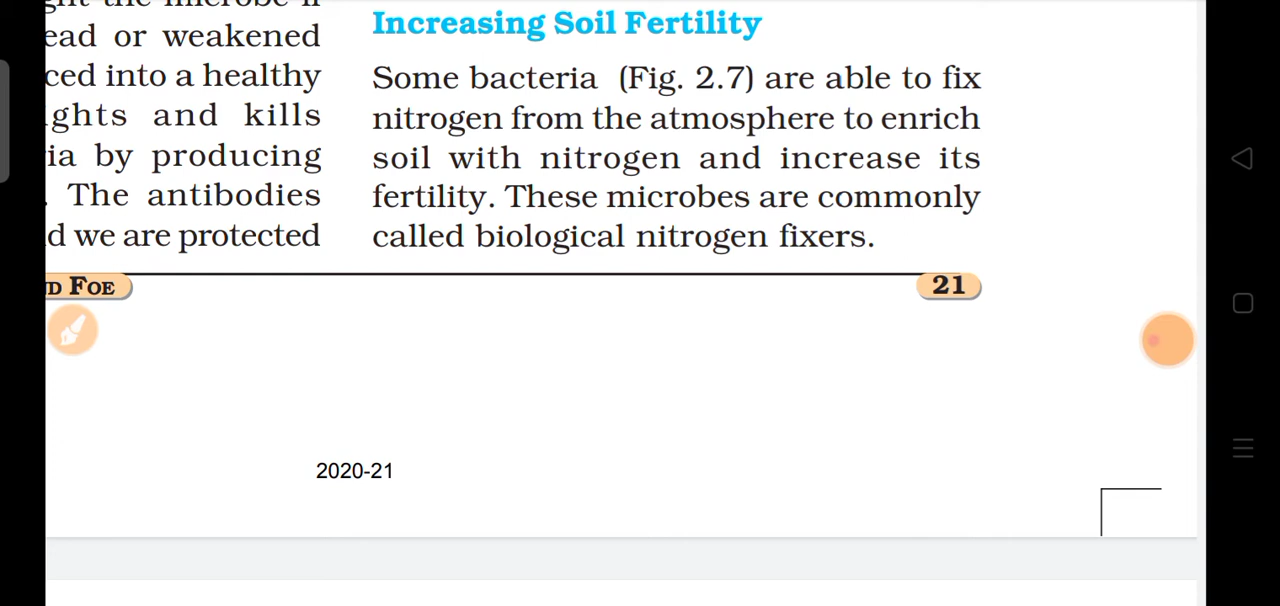 ead or weakened
ced into a healthy
ghts and kills
ia by producing
. The antibodies
d we are protected
Increasing Soil Fertility
Some bacteria (Fig. 2.7) are able to fix
nitrogen from the atmosphere to enrich
soil with nitrogen and increase its
fertility. These microbes are commonly
called biological nitrogen fixers.
D FOE
21
2020-21